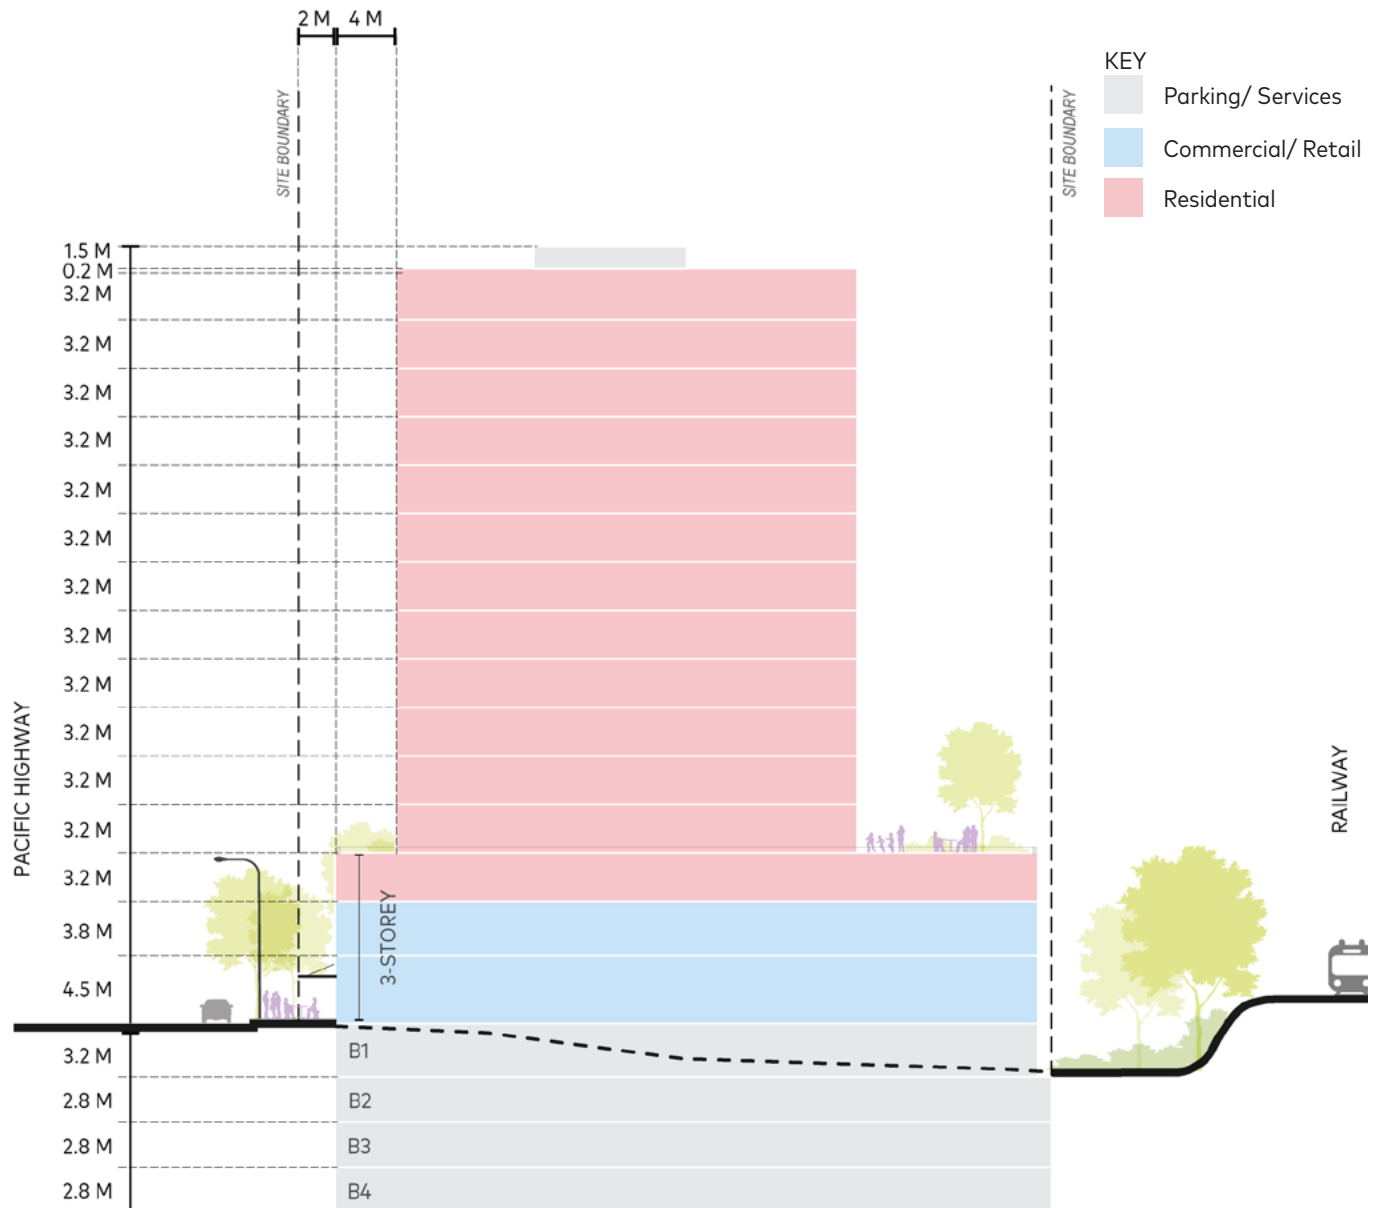 2 M 4 M
KEY
Parking/ Services
Commercial/ Retail
Residential
SITE BOUNDARY
SITE BOUNDARY
1.5 M
0.2 M
3.2 M
3.2 M
3.2 M
3.2 M
3.2 M
3.2 M
3.2 M
3.2 M
3.2 M
3.2 M
3.2 M
3.2 M
3.2 M
3.8 M
4.5 M
3.2 M
2.8 M
2.8 M
2.8 M
PACIFIC HIGHWAY
3-STOREY
RAILWAY
B1
B2
B3
B4